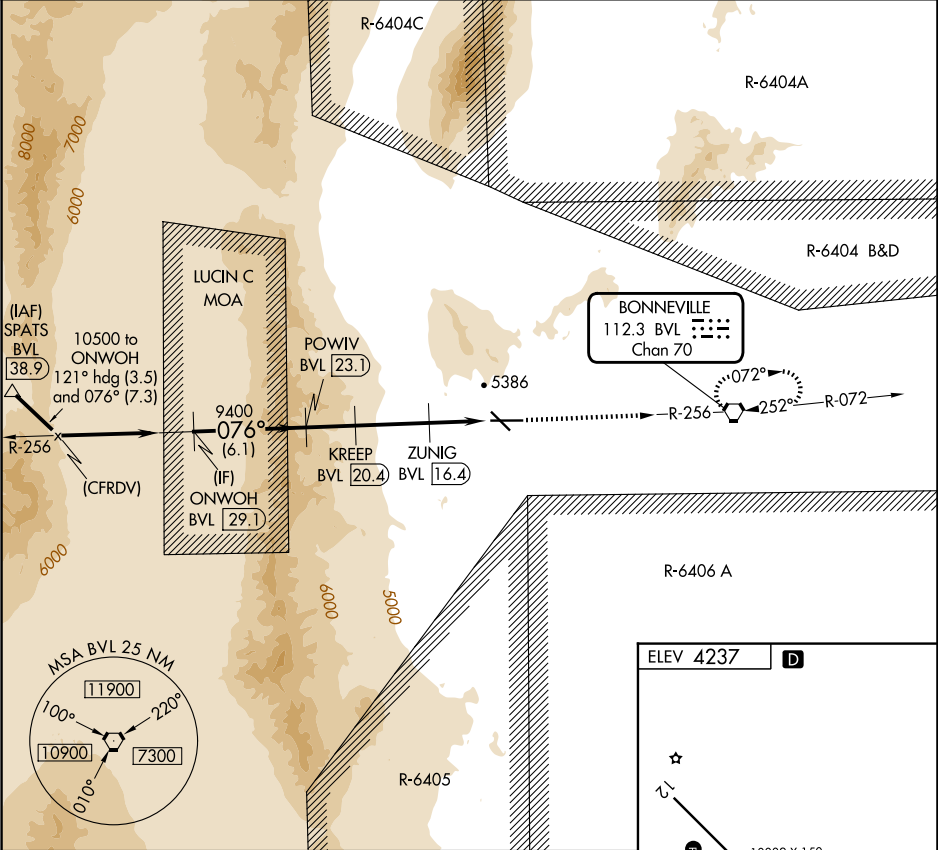 R-6404C
R-6404A
8000
7000
6000
R-6404 B&D
LUCIN C
MOA
BONNEVILLE
112.3 BVL
Chan 70
(IAF)
SPATS
BVL
38.9
10500 to
ONWOH
121° hdg (3.5)
and 076° (7.3)
POWIV
BVL 23.1
5386
072°
252°
R-072
R-256
9400
076°
(6.1)
R-256
(CFRDV)
(IF)
ONWOH
BVL 29.1
KREEP
BVL 20.4
ZUNIG
BVL 16.4
6000
6000
5000
R-6406 A
MSA BVL 25 NM
11900
100°
220°
10900
7300
010°
R-6405
ELEV 4237
D
12